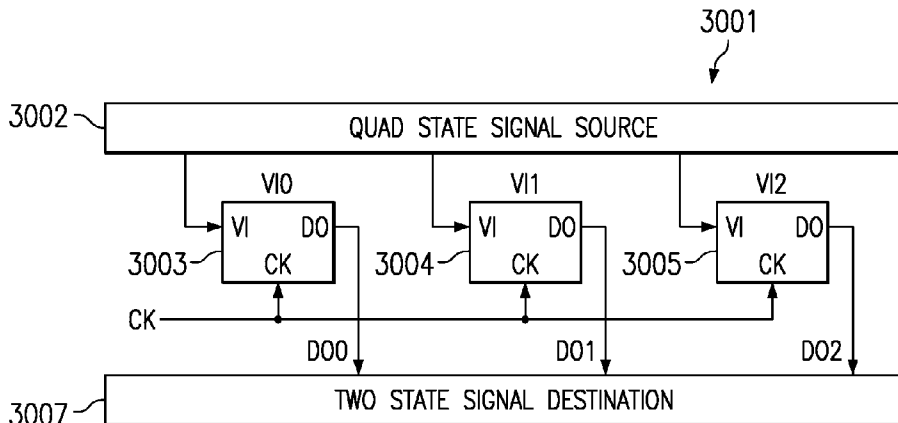 3001
3002
QUAD STATE SIGNAL SOURCE
VI0 VI1 VI2
VI DO VI DO VI DO
3003 CK 3004 CK 3005 CK
CK
DO0 DO1 DO2
TWO STATE SIGNAL DESTINATION
3007